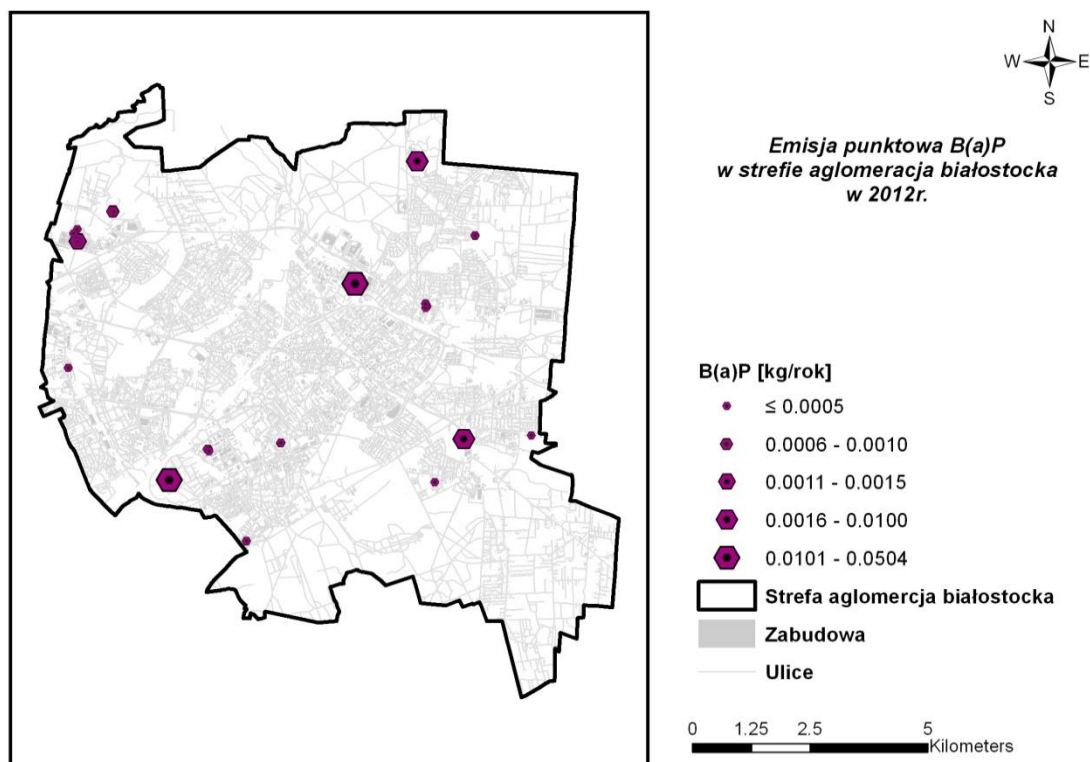 N
W E
S
Emisja punktowa B(a)P
w strefie aglomeracja białostocka
w 2012r.
B(a)P [kg/rok]
≤ 0.0005
0.0006 - 0.0010
0.0011 - 0.0015
0.0016 - 0.0100
0.0101 - 0.0504
Strefa aglomercja białostocka
Zabudowa
Ulice
0 1.25 2.5 5
Kilometers